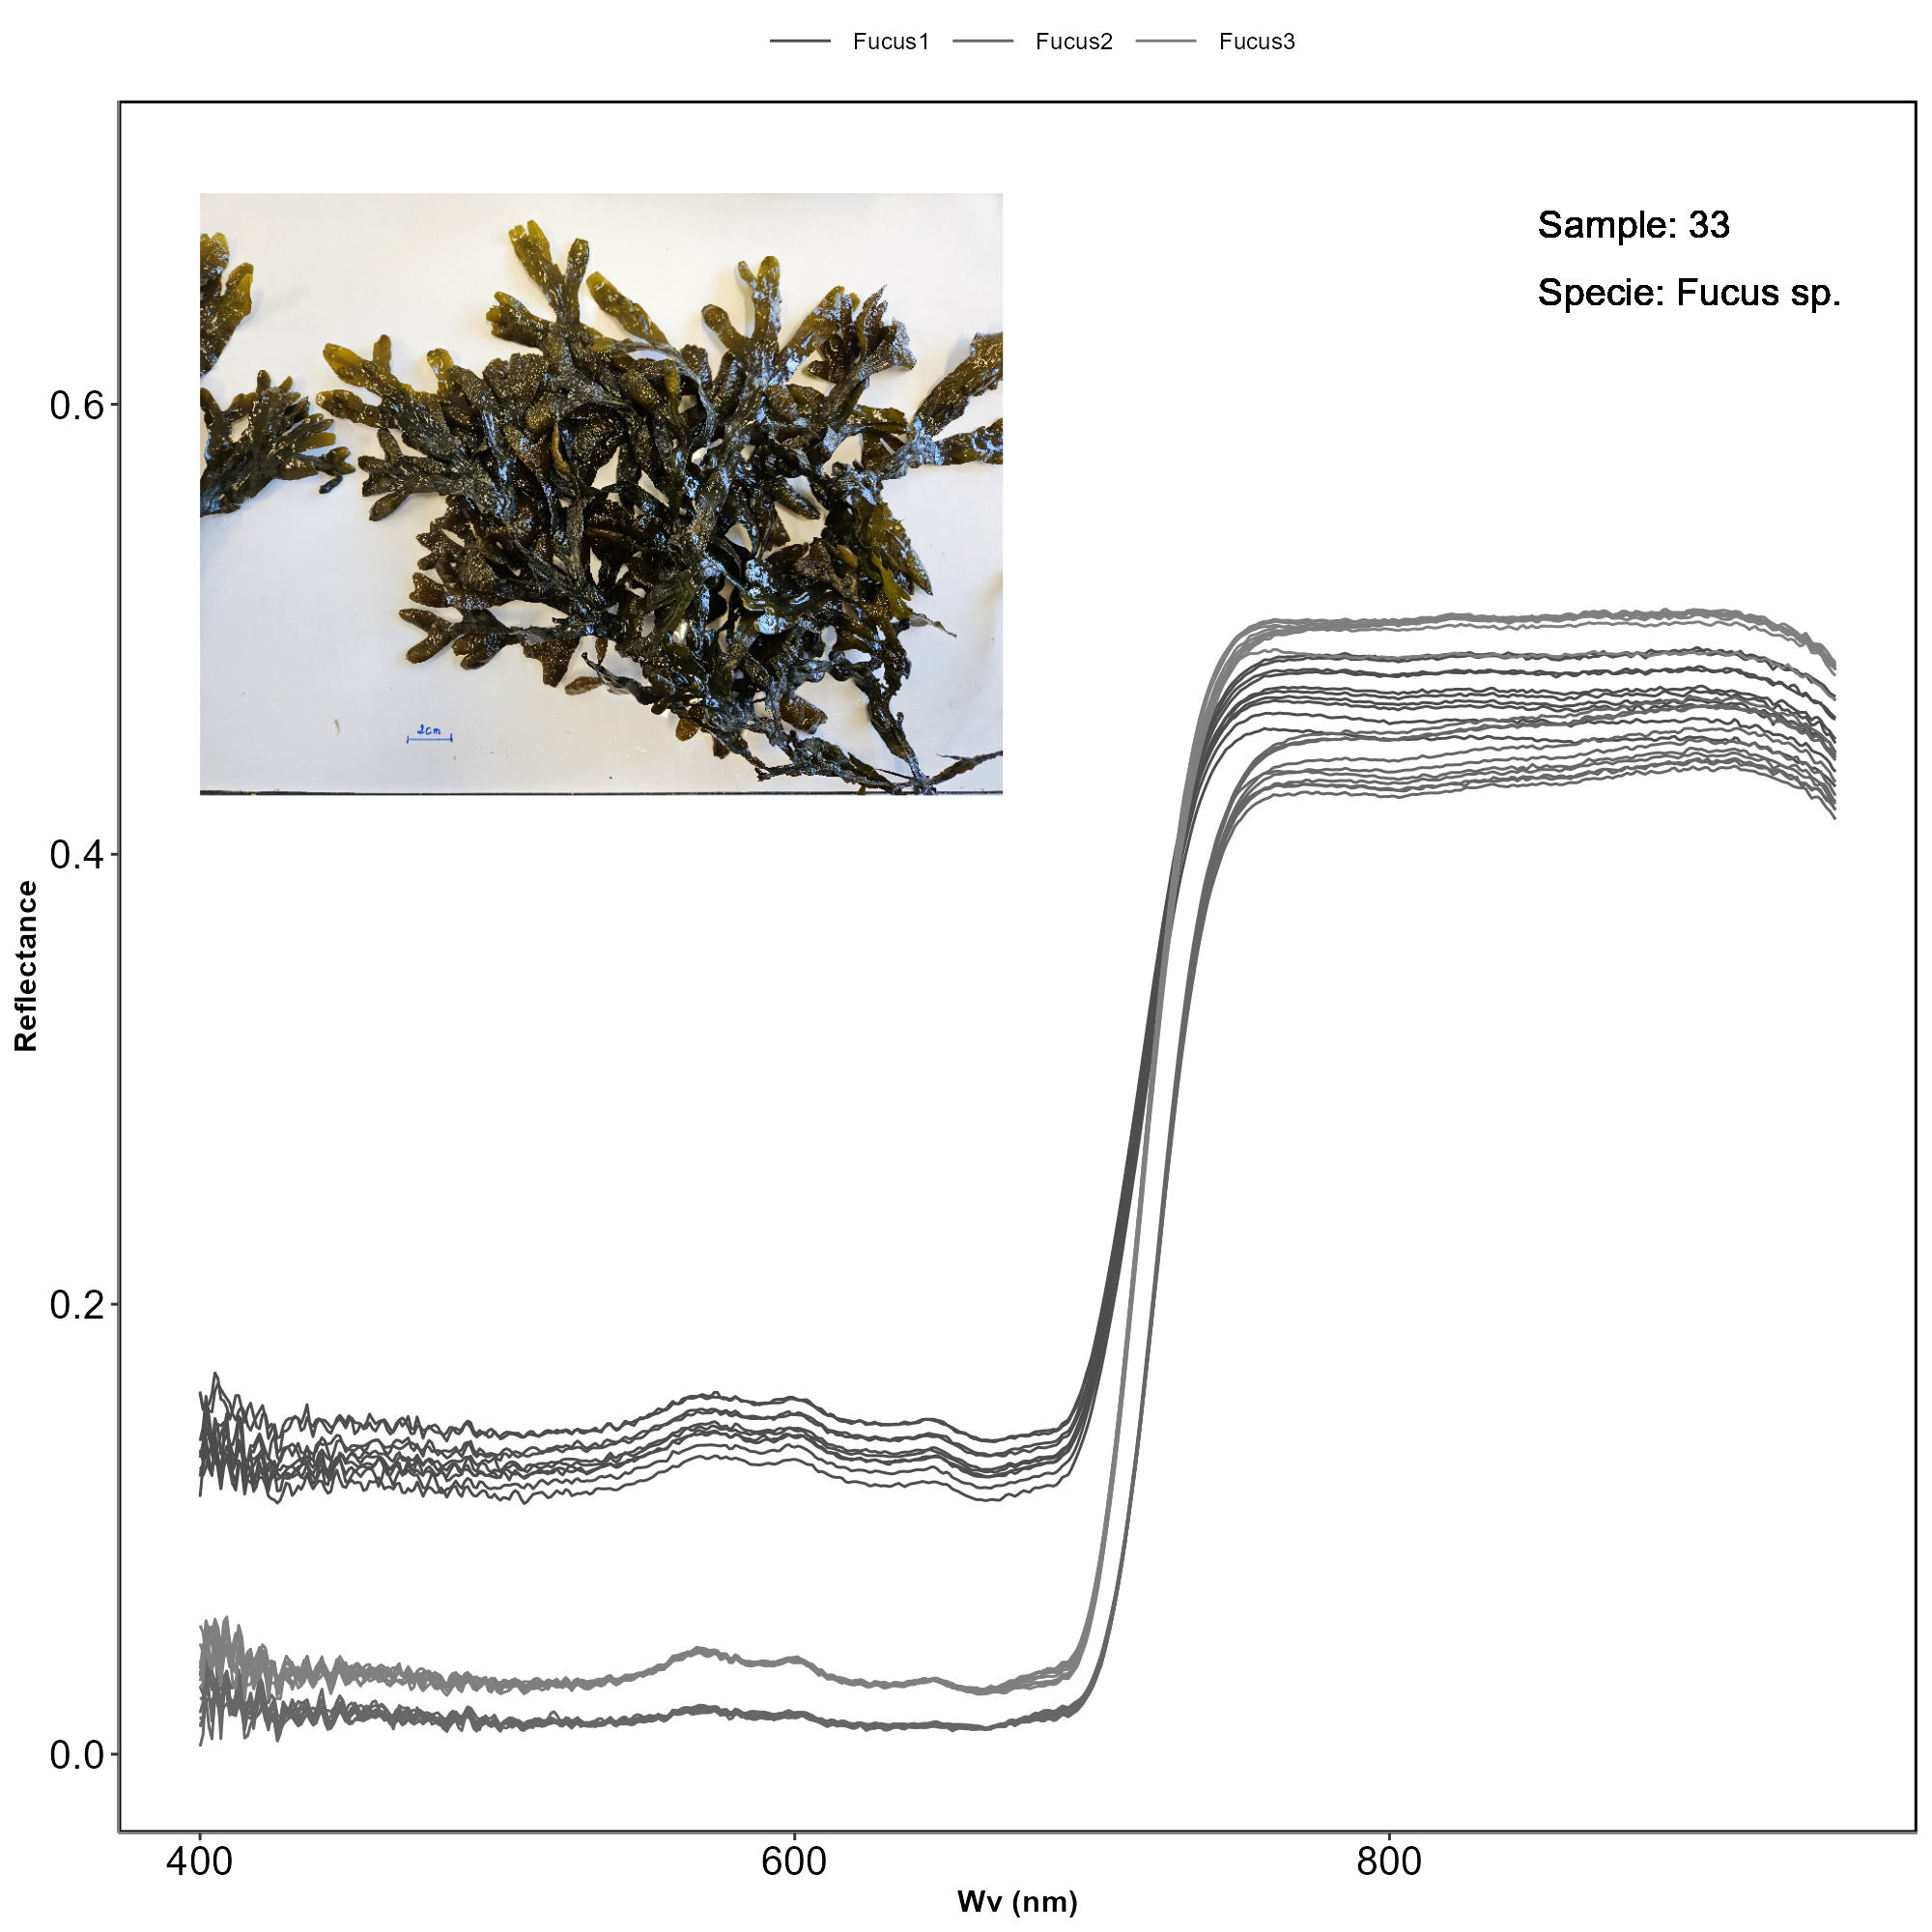 Fucus1 Fucus2 Fucus3
Sample: 33
Specie: Fucus sp.
0.6
0.4
0.2
0.0
Reflectance
2cm
400 600 800
Wv (nm)